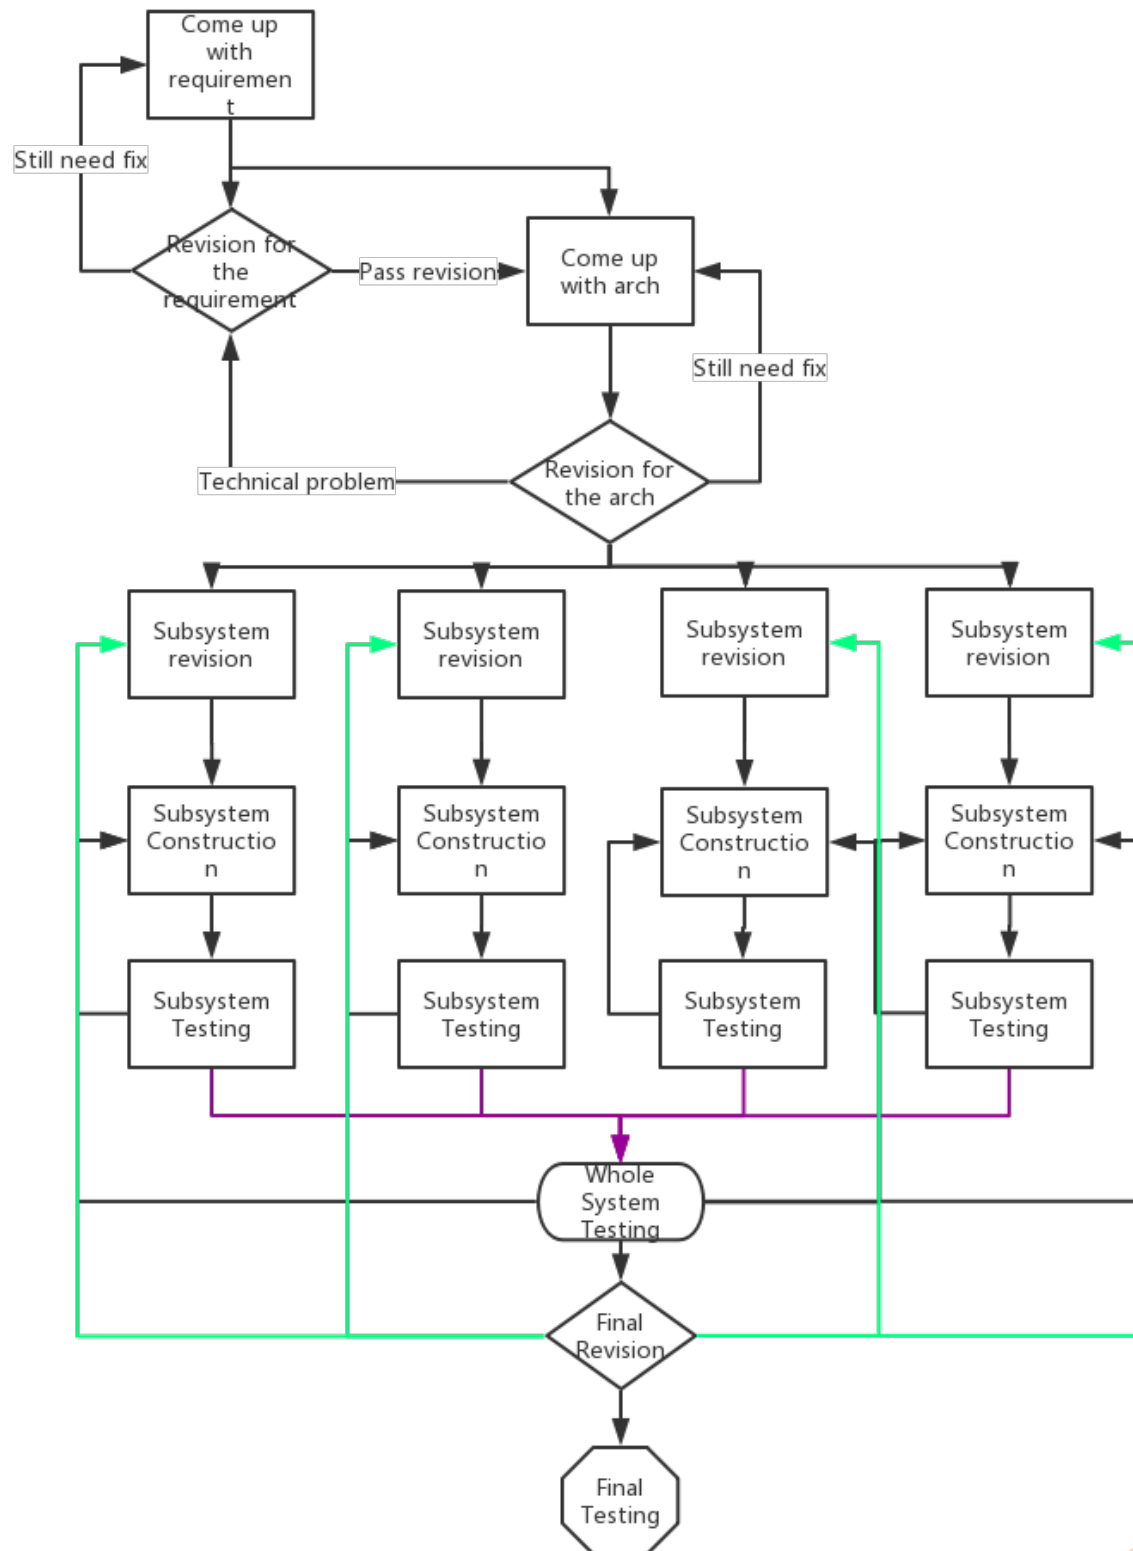 Come up
with
requiremen
t
Still need fix
Revision for
the
requirement
Pass revision
Come up
with arch
Still need fix
Technical problem
Revision for
the arch
Subsystem
revision
Subsystem
revision
Subsystem
revision
Subsystem
revision
Subsystem
Constructio
n
Subsystem
Constructio
n
Subsystem
Constructio
n
Subsystem
Constructio
n
Subsystem
Testing
Subsystem
Testing
Subsystem
Testing
Subsystem
Testing
Whole
System
Testing
Final
Revision
Final
Testing